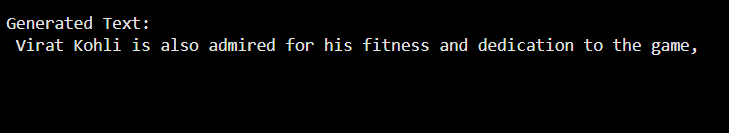 Generated Text:
Virat Kohli is also admired for his fitness and dedication to the game,